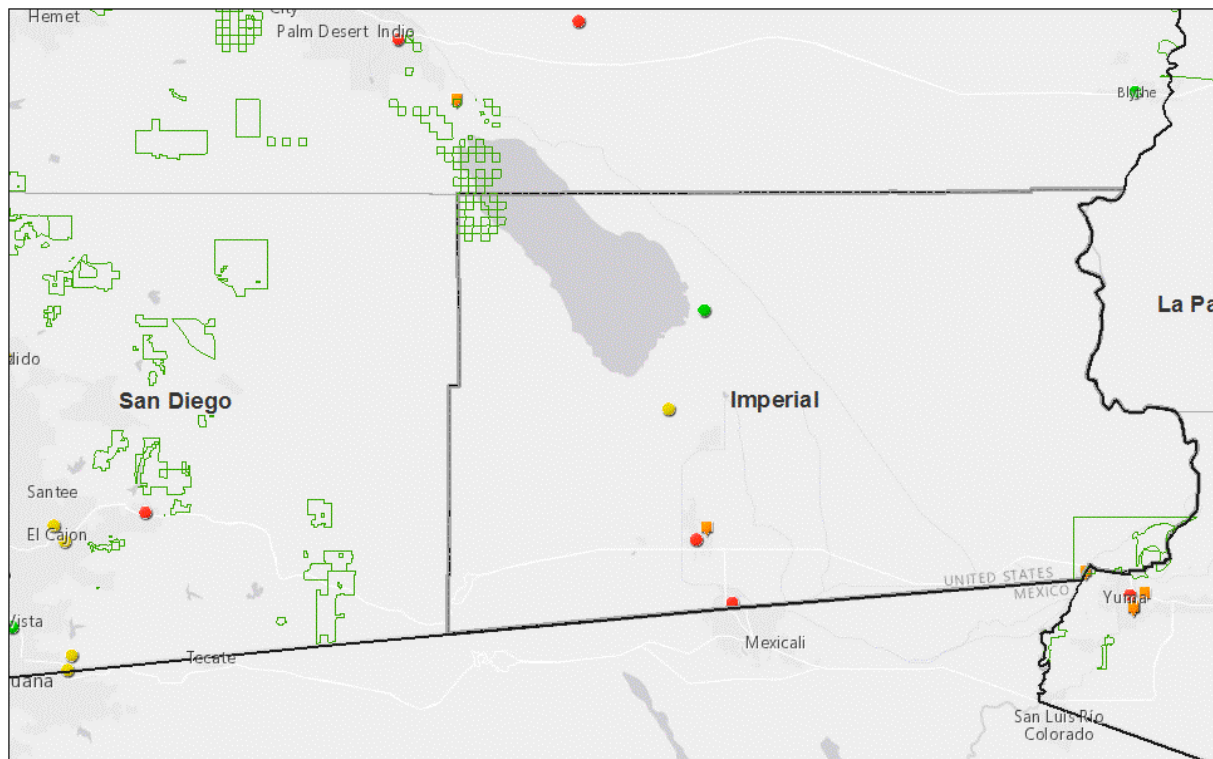 Hemet
City
Palm Desert
Indio
Blythe
La Pa
dido
San Diego
Imperial
Santee
El Cajon
UNITED STATES
MEXICO
Yuma
Vista
Mexicali
Tecate
uana
San Luis Río
Colorado